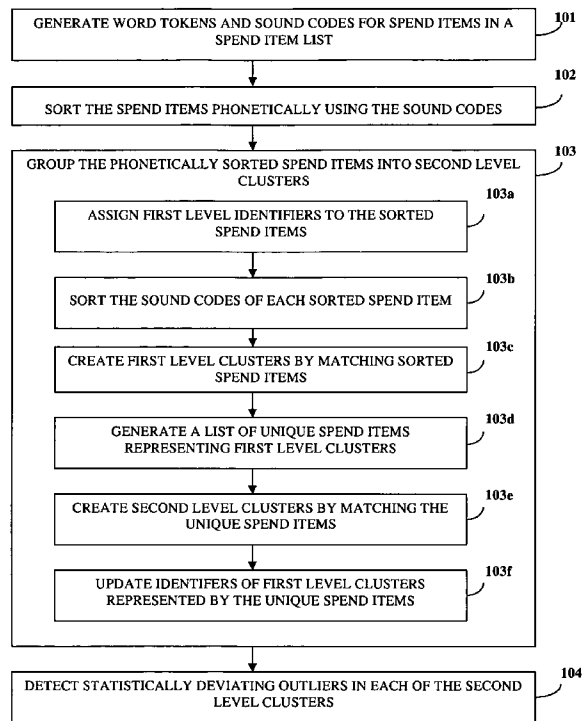 GENERATE WORD TOKENS AND SOUND CODES FOR SPEND ITEMS IN A
SPEND ITEM LIST
101
SORT THE SPEND ITEMS PHONETICALLY USING THE SOUND CODES
102
GROUP THE PHONETICALLY SORTED SPEND ITEMS INTO SECOND LEVEL
CLUSTERS
103
ASSIGN FIRST LEVEL IDENTIFIERS TO THE SORTED
SPEND ITEMS
103a
SORT THE SOUND CODES OF EACH SORTED SPEND ITEM
103b
CREATE FIRST LEVEL CLUSTERS BY MATCHING SORTED
SPEND ITEMS
103c
GENERATE A LIST OF UNIQUE SPEND ITEMS
REPRESENTING FIRST LEVEL CLUSTERS
103d
CREATE SECOND LEVEL CLUSTERS BY MATCHING THE
UNIQUE SPEND ITEMS
103e
UPDATE IDENTIFERS OF FIRST LEVEL CLUSTERS
REPRESENTED BY THE UNIQUE SPEND ITEMS
103f
DETECT STATISTICALLY DEVIATING OUTLIERS IN EACH OF THE SECOND
LEVEL CLUSTERS
104